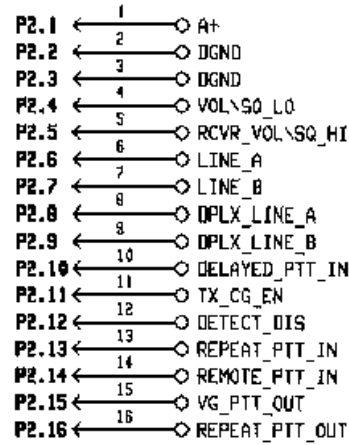 P2.1 1 A+
P2.2 2 DGND
P2.3 3 DGND
P2.4 4 VOL\SQ_LO
P2.5 5 RCVR_VOL\SQ_HI
P2.6 6 LINE_A
P2.7 7 LINE_B
P2.8 8 DPLX_LINE_A
P2.9 9 DPLX_LINE_B
P2.10 10 DELAYED_PTT_IN
P2.11 11 TX_CG_EN
P2.12 12 DETECT_DIS
P2.13 13 REPEAT_PTT_IN
P2.14 14 REMOTE_PTT_IN
P2.15 15 VG_PTT_OUT
P2.16 16 REPEAT_PTT_OUT